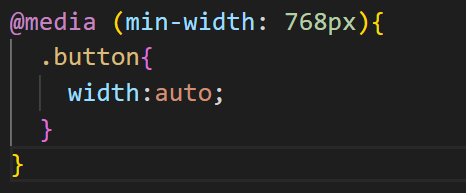 @media (min-width: 768px){
  .button{
    width:auto;
  }
}